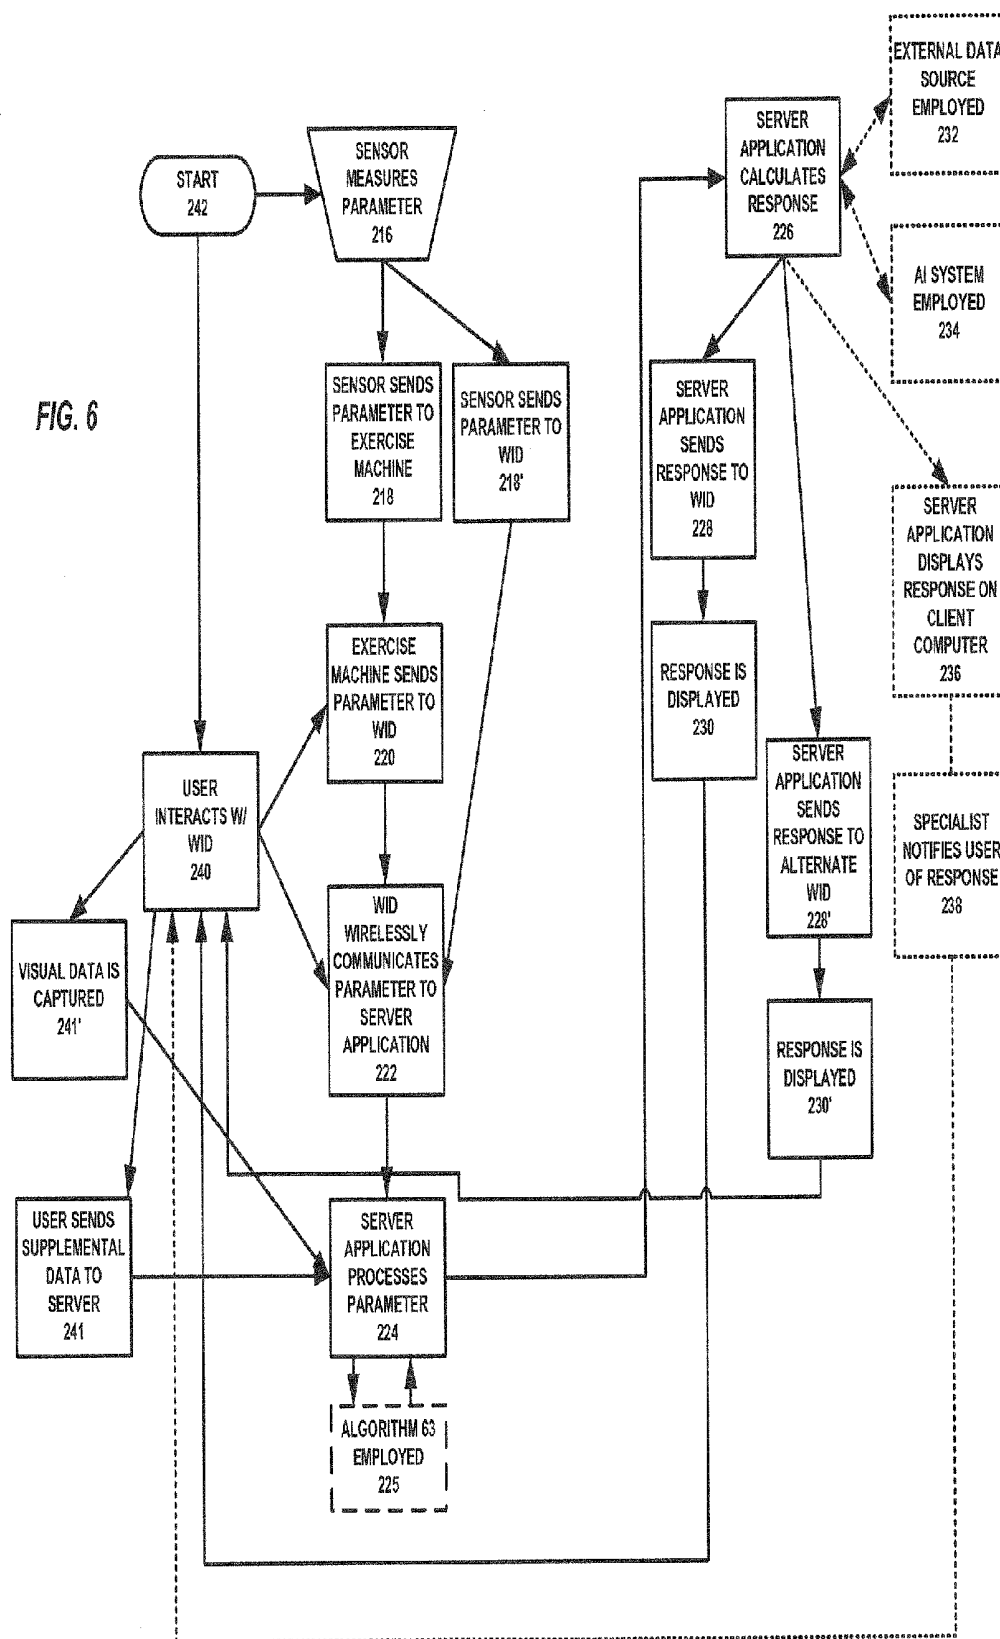 EXTERNAL DATA
SOURCE
EMPLOYED
232
SERVER
APPLICATION
CALCULATES
RESPONSE
226
SENSOR
MEASURES
PARAMETER
216
START
242
AI SYSTEM
EMPLOYED
234
FIG. 6
SENSOR SENDS
PARAMETER TO
EXERCISE
MACHINE
218
SENSOR SENDS
PARAMETER TO
WID
218'
SERVER
APPLICATION
SENDS
RESPONSE TO
WID
228
SERVER
APPLICATION
DISPLAYS
RESPONSE ON
CLIENT
COMPUTER
236
EXERCISE
MACHINE SENDS
PARAMETER TO
WID
220
RESPONSE IS
DISPLAYED
230
USER
INTERACTS W/
WID
240
SERVER
APPLICATION
SENDS
RESPONSE TO
ALTERNATE
WID
228'
SPECIALIST
NOTIFIES USER
OF RESPONSE
238
WID
WIRELESSLY
COMMUNICATES
PARAMETER TO
SERVER
APPLICATION
222
VISUAL DATA IS
CAPTURED
241'
RESPONSE IS
DISPLAYED
230'
USER SENDS
SUPPLEMENTAL
DATA TO
SERVER
241
SERVER
APPLICATION
PROCESSES
PARAMETER
224
ALGORITHM 63
EMPLOYED
225